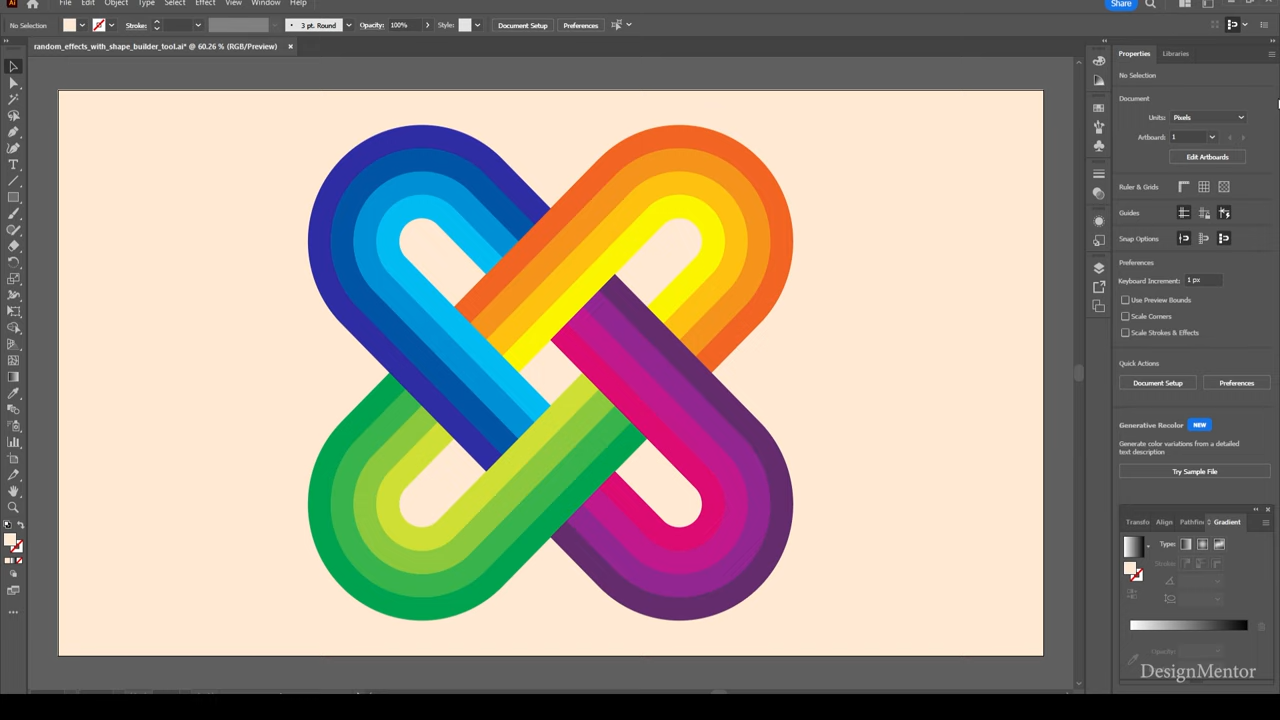 Ai File Edit Object Type Select Effect View Window Help Share
No Selection Stroke: 3 pt. Round Opacity: 100% Style: Document Setup Preferences
random_effects_with_shape_builder_tool.ai* @ 60.26 % (RGB/Preview)
Properties Libraries
No Selection
Document
Units: Pixels
Artboard: 1
Edit Artboards
Ruler & Grids
Guides
Snap Options
Preferences
Keyboard Increment: 1 px
Use Preview Bounds
Scale Corners
Scale Strokes & Effects
Quick Actions
Document Setup Preferences
Generative Recolor NEW
Generate color variations from a detailed
text description
Try Sample File
Transfo Align Pathfin Gradient
Type:
Stroke:
Opacity:
DesignMentor